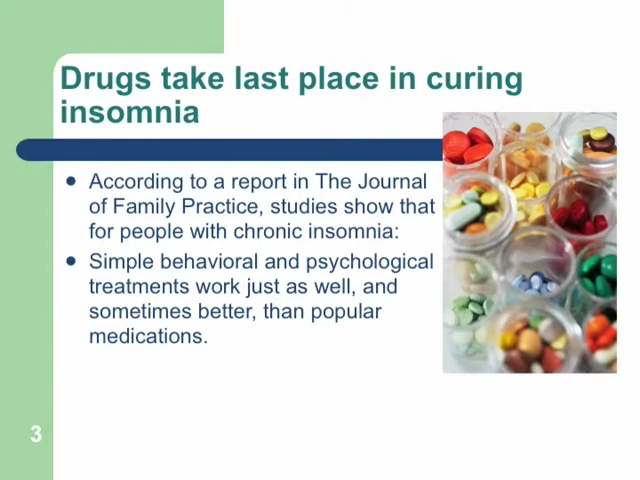 Drugs take last place in curing
insomnia
According to a report in The Journal
of Family Practice, studies show that
for people with chronic insomnia:
Simple behavioral and psychological
treatments work just as well, and
sometimes better, than popular
medications.
3